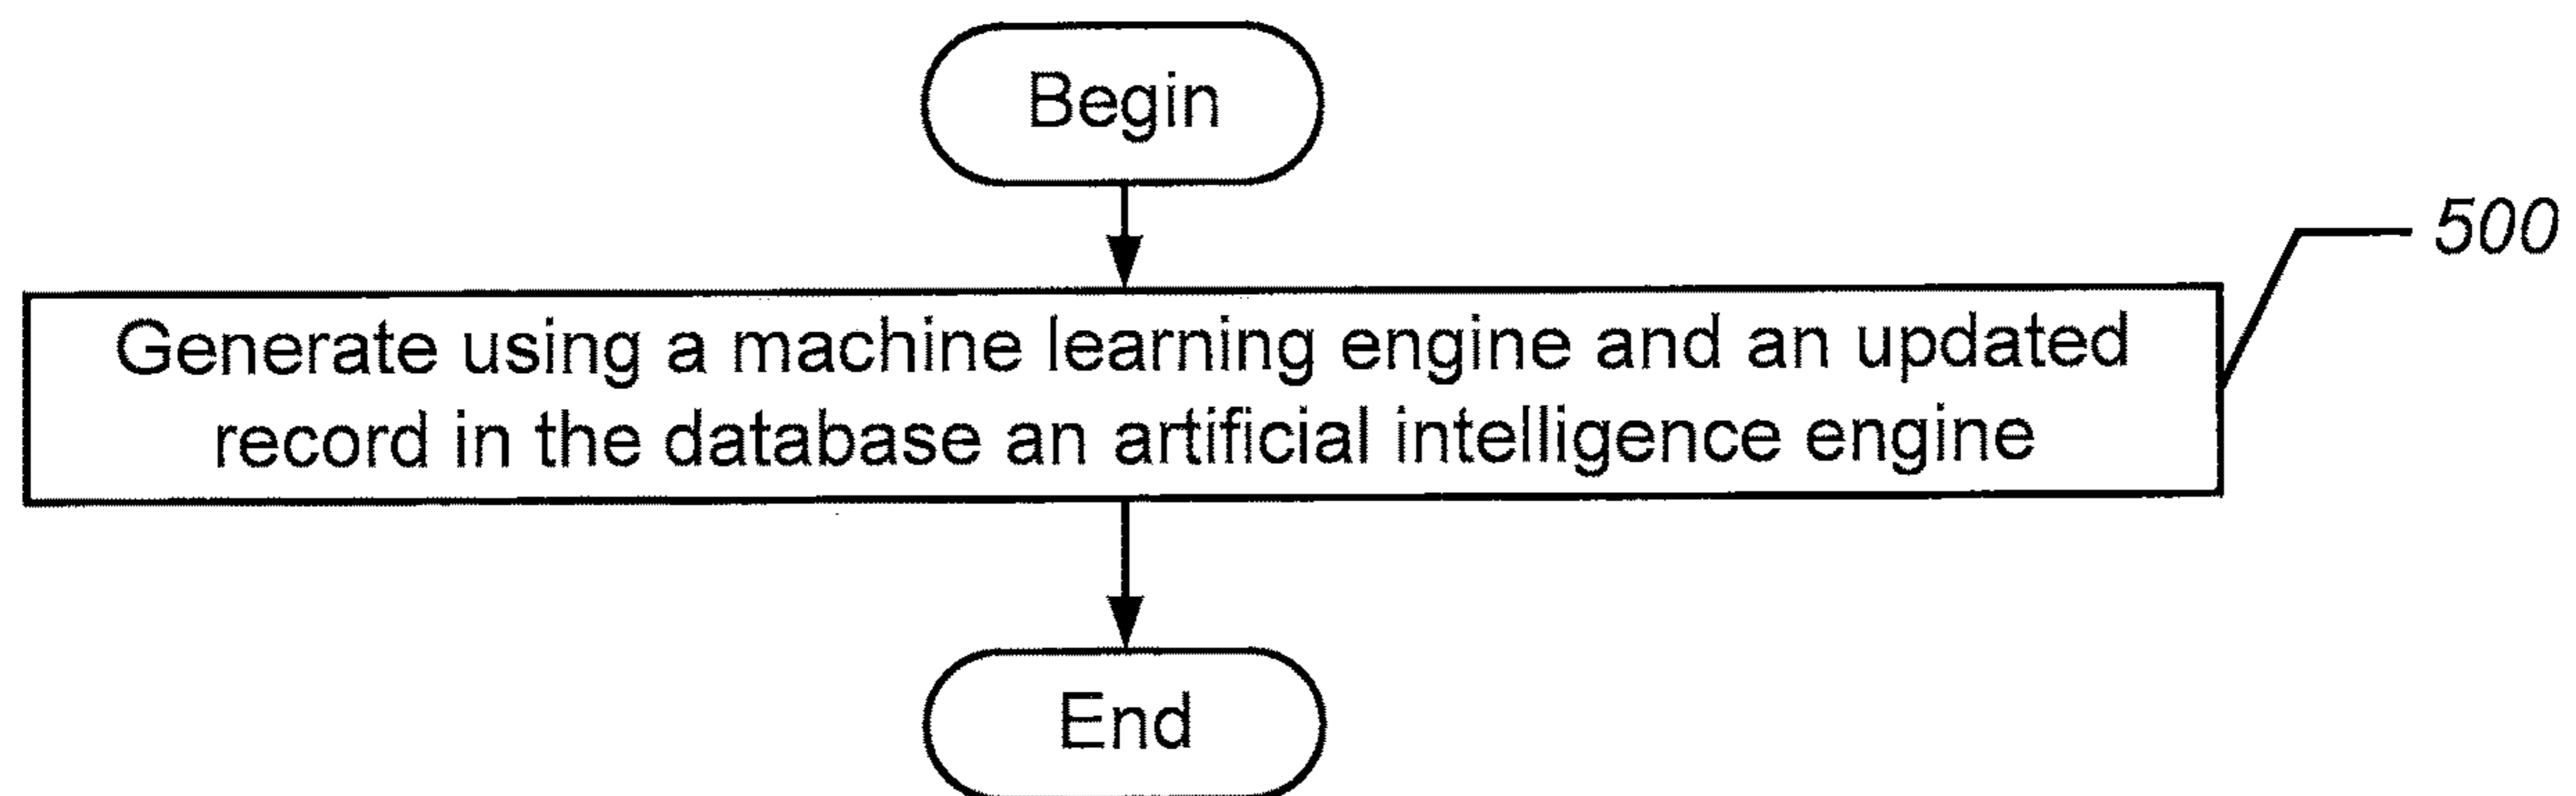 Begin
500
Generate using a machine learning engine and an updated
record in the database an artificial intelligence engine
End